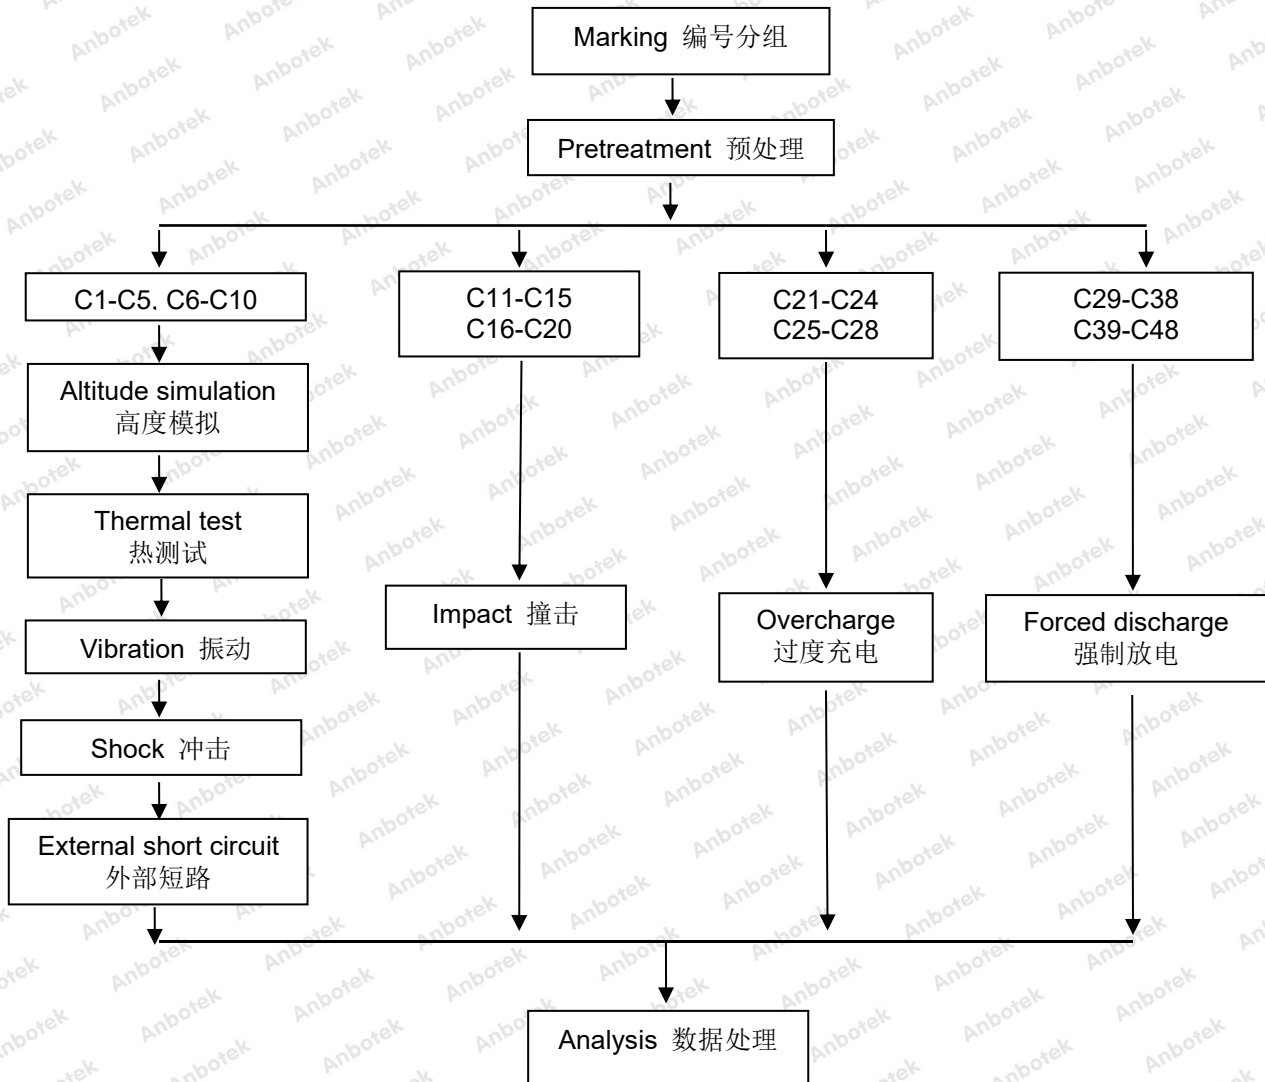 Marking 编号分组
Pretreatment 预处理
C1-C5, C6-C10
C11-C15
C16-C20
C21-C24
C25-C28
C29-C38
C39-C48
Altitude simulation
高度模拟
Thermal test
热测试
Vibration 振动
Shock 冲击
External short circuit
外部短路
Impact 撞击
Overcharge
过度充电
Forced discharge
强制放电
Analysis 数据处理
Anbotek